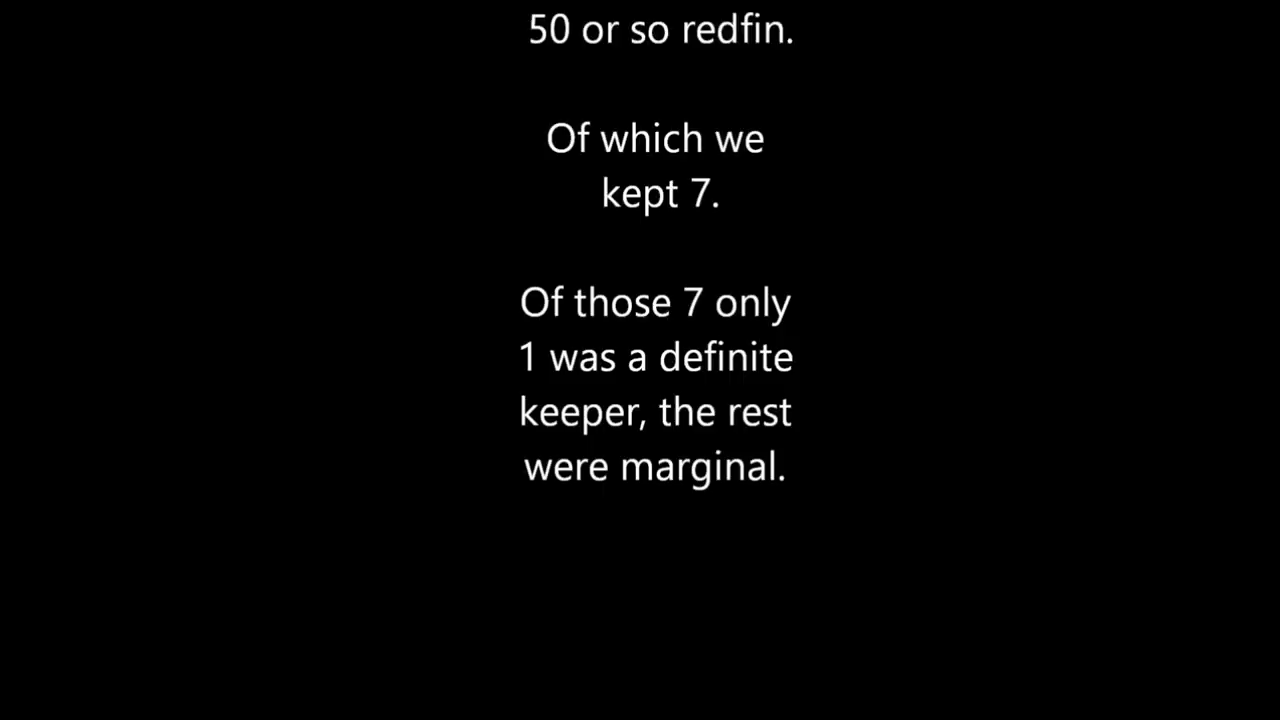 50 or so redfin.
Of which we
kept 7.
Of those 7 only
1 was a definite
keeper, the rest
were marginal.